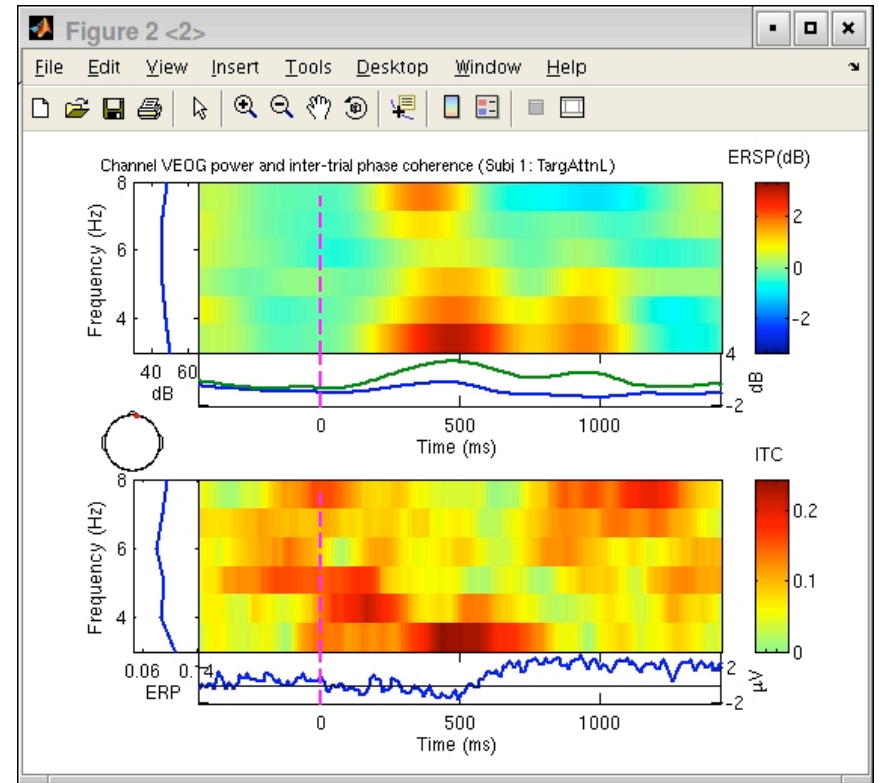 Figure 2 <2>
File Edit View Insert Tools Desktop Window Help
Channel VEOG power and inter-trial phase coherence (Subj 1: TargAttnL)
ERSP(dB)
8
6
4
Frequency (Hz)
2
0
-2
40 60
dB
4
-2
dB
0 500 1000
Time (ms)
ITC
8
6
4
Frequency (Hz)
0.2
0.1
0
0.06 0.14
ERP
2
-2
µV
0 500 1000
Time (ms)